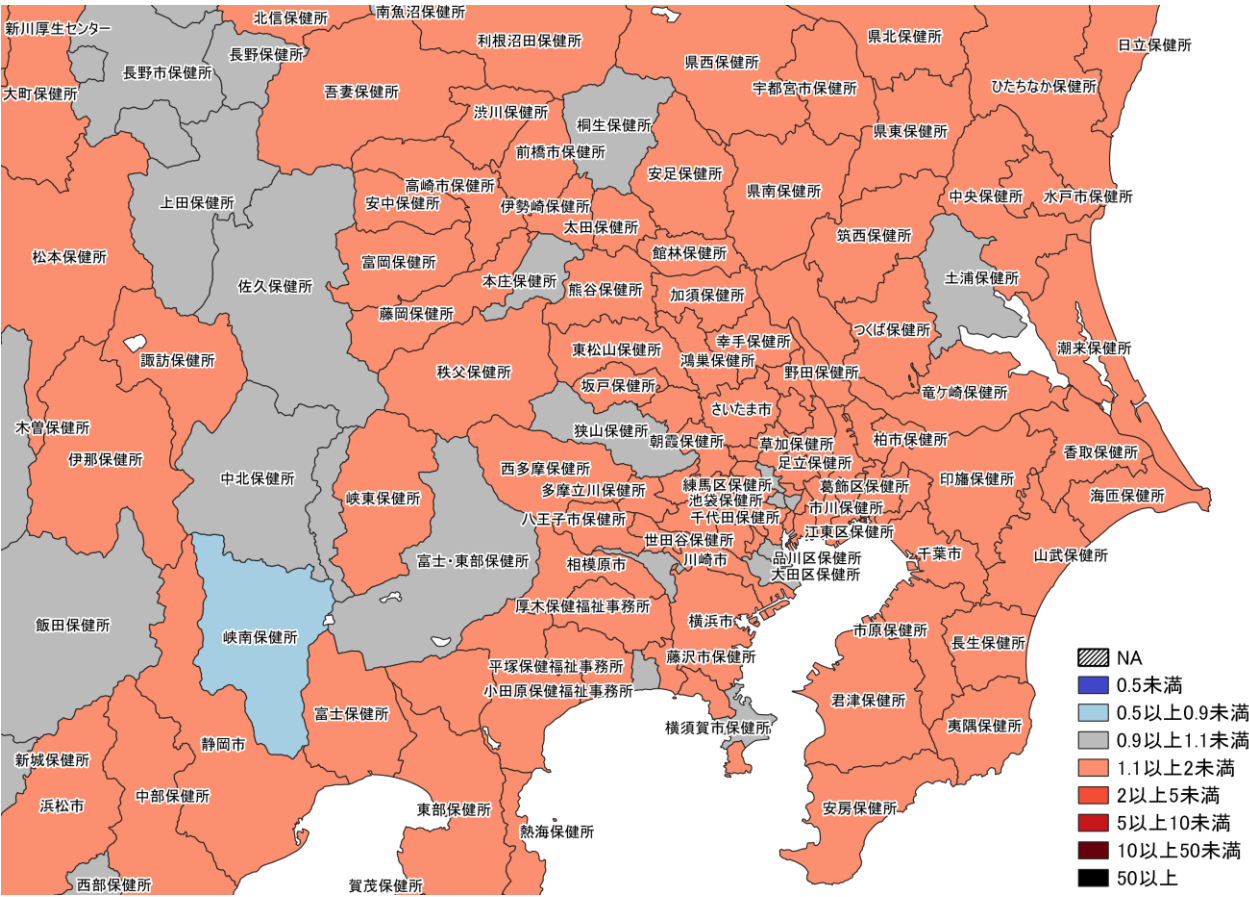 新川厚生センター
北信保健所
南魚沼保健所
利根沼田保健所
県北保健所
日立保健所
長野保健所
長野市保健所
県西保健所
大町保健所
吾妻保健所
宇都宮市保健所
ひたちなか保健所
渋川保健所
桐生保健所
県東保健所
前橋市保健所
安足保健所
高崎市保健所
県南保健所
中央保健所
水戸市保健所
上田保健所
安中保健所
伊勢崎保健所
太田保健所
筑西保健所
松本保健所
富岡保健所
館林保健所
佐久保健所
本庄保健所
熊谷保健所
加須保健所
土浦保健所
藤岡保健所
つくば保健所
幸手保健所
潮来保健所
東松山保健所
鴻巣保健所
諏訪保健所
秩父保健所
野田保健所
坂戸保健所
竜ケ崎保健所
さいたま市
木曽保健所
狭山保健所
朝霞保健所
草加保健所
柏市保健所
伊那保健所
足立保健所
香取保健所
中北保健所
西多摩保健所
練馬区保健所
葛飾区保健所
印旛保健所
峡東保健所
多摩立川保健所
池袋保健所
海匝保健所
市川保健所
八王子市保健所
千代田保健所
江東区保健所
世田谷保健所
富士・東部保健所
相模原市
川崎市
品川区保健所
千葉市
山武保健所
大田区保健所
厚木保健福祉事務所
飯田保健所
峡南保健所
横浜市
市原保健所
長生保健所
藤沢市保健所
平塚保健福祉事務所
小田原保健福祉事務所
君津保健所
富士保健所
横須賀市保健所
夷隅保健所
静岡市
新城保健所
浜松市
中部保健所
東部保健所
安房保健所
熱海保健所
西部保健所
賀茂保健所
NA
0.5未満
0.5以上0.9未満
0.9以上1.1未満
1.1以上2未満
2以上5未満
5以上10未満
10以上50未満
50以上